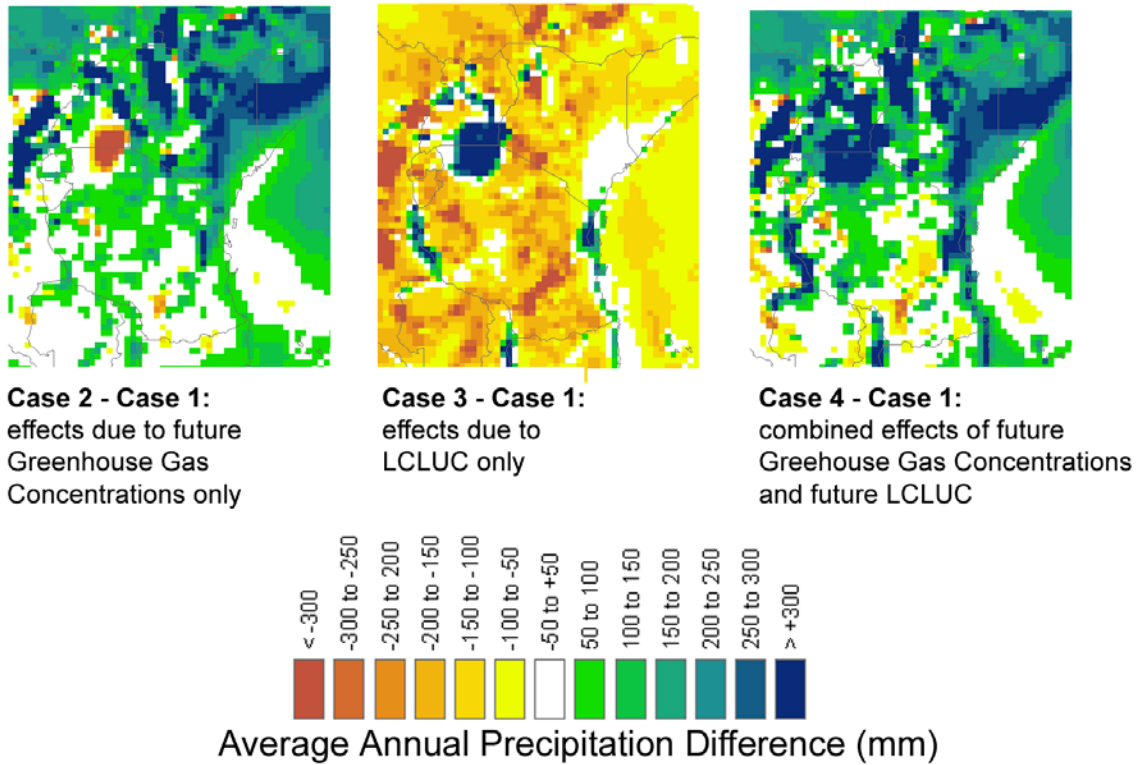 Case 2 - Case 1:
effects due to future
Greenhouse Gas
Concentrations only
Case 3 - Case 1:
effects due to
LCLUC only
Case 4 - Case 1:
combined effects of future
Greehouse Gas Concentrations
and future LCLUC
< -300
-300 to -250
-250 to 200
-200 to -150
-150 to -100
-100 to -50
-50 to +50
50 to 100
100 to 150
150 to 200
200 to 250
250 to 300
> +300
Average Annual Precipitation Difference (mm)